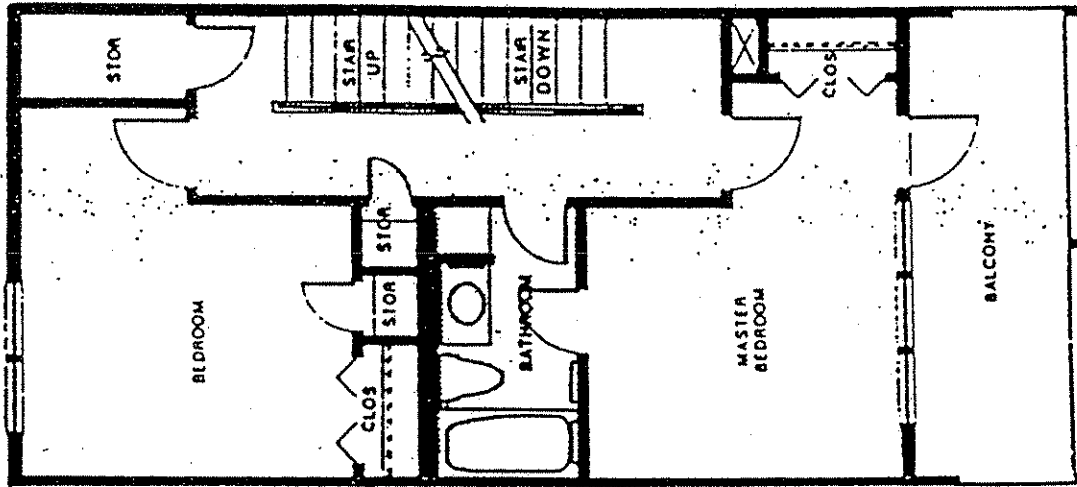 STOR
STAIR
UP
STAIR
DOWN
CLOS
STOR
STOR
BEDROOM
CLOS
BATHROOM
MASTER
BEDROOM
BALCONY